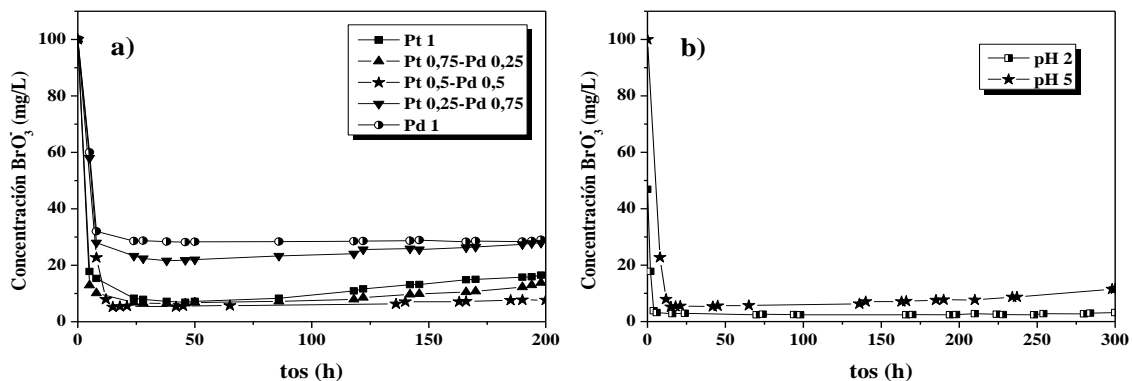 a)
Pt 1
Pt 0,75-Pd 0,25
Pt 0,5-Pd 0,5
Pt 0,25-Pd 0,75
Pd 1
Concentración BrO₃⁻ (mg/L)
100
80
60
40
20
0
0 50 100 150 200
tos (h)
b)
pH 2
pH 5
Concentración BrO₃⁻ (mg/L)
100
80
60
40
20
0
0 50 100 150 200 250 300
tos (h)